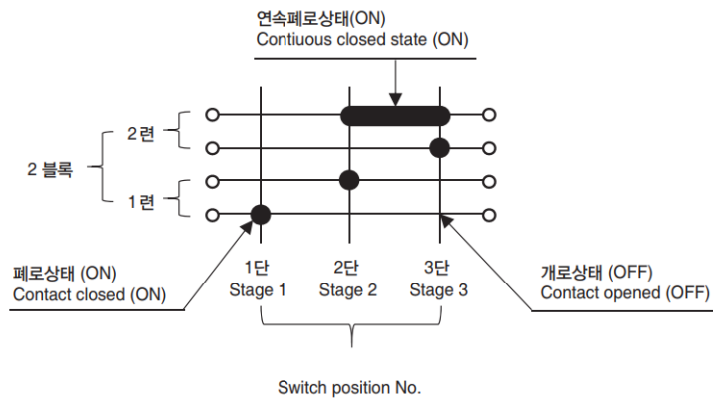 연속폐로상태(ON)
Contiuous closed state (ON)
2련
2 블록
1련
폐로상태 (ON)
Contact closed (ON)
1단
Stage 1
2단
Stage 2
3단
Stage 3
개로상태 (OFF)
Contact opened (OFF)
Switch position No.